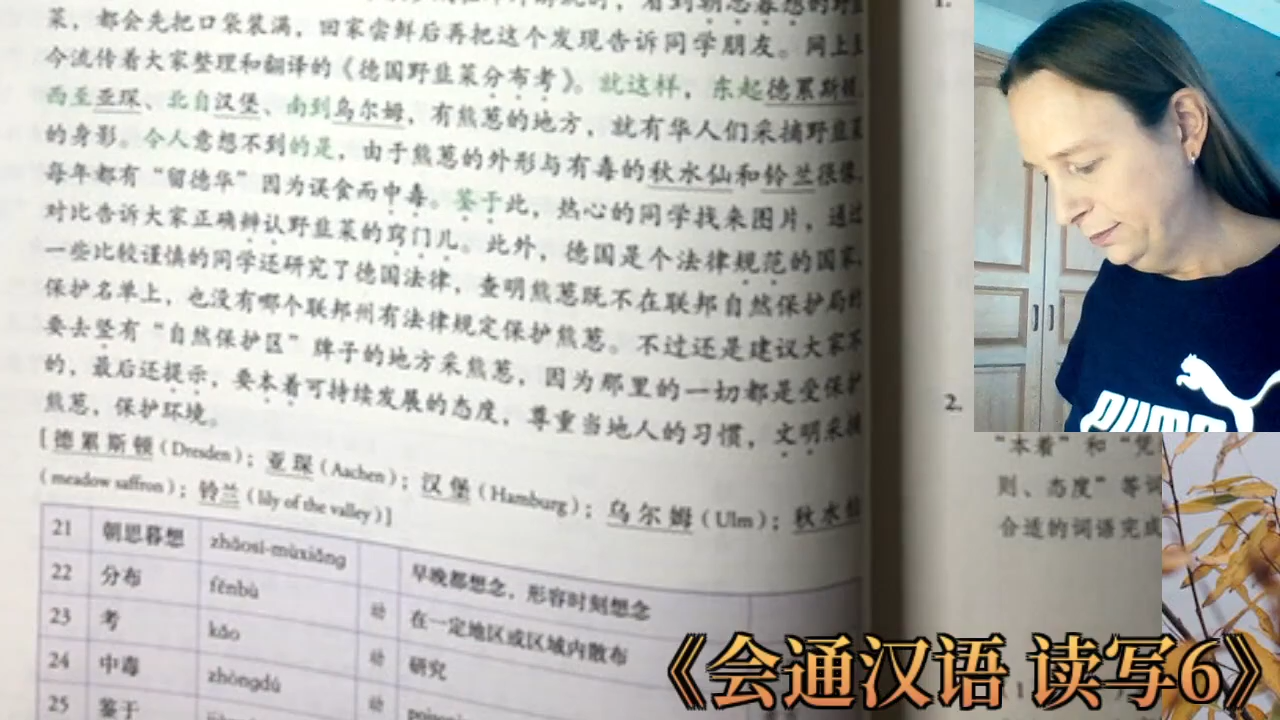 菜，都会先把口袋装满，回家尝鲜后再把这个发现告诉同学朋友。网上
今流传着大家整理和翻译的《德国野韭菜分布考》。就这样，东起德累斯顿
西至亚琛、北自汉堡、南到乌尔姆，有熊葱的地方，就有华人们采摘野韭菜
的身影。令人意想不到的是，由于熊葱的外形与有毒的秋水仙和铃兰很像，
每年都有“留德华”因为误食而中毒。鉴于此，热心的同学找来图片，通过
对比告诉大家正确辨认野韭菜的窍门儿。此外，德国是个法律规范的国家，
一些比较谨慎的同学还研究了德国法律，查明熊葱既不在联邦自然保护局的
保护名单上，也没有哪个联邦州有法律规定保护熊葱。不过还是建议大家不
要去竖有“自然保护区”牌子的地方采熊葱，因为那里的一切都是受保护
的，最后还提示，要本着可持续发展的态度，尊重当地人的习惯，文明采摘
熊葱，保护环境。
[德累斯顿（Dresden）；亚琛（Aachen）；汉堡（Hamburg）；乌尔姆（Ulm）；秋水仙
（meadow saffron）；铃兰（lily of the valley）]
21 朝思暮想 zhāosī-mùxiǎng 早晚都想念，形容时刻想念
22 分布 fēnbù 动 在一定地区或区域内散布
23 考 kǎo 动 研究
24 中毒 zhòngdú 动
25 鉴于
1.
2.
“本着”和“凭
则、态度”等词
合适的词语完成
PUMA
《会通汉语 读写6》